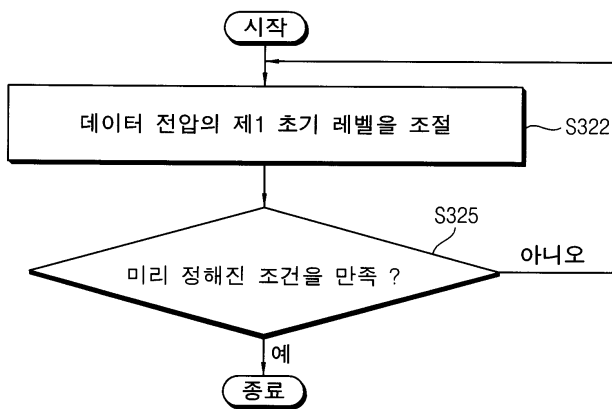 시작
데이터 전압의 제1 초기 레벨을 조절
S322
S325
미리 정해진 조건을 만족 ?
아니오
예
종료